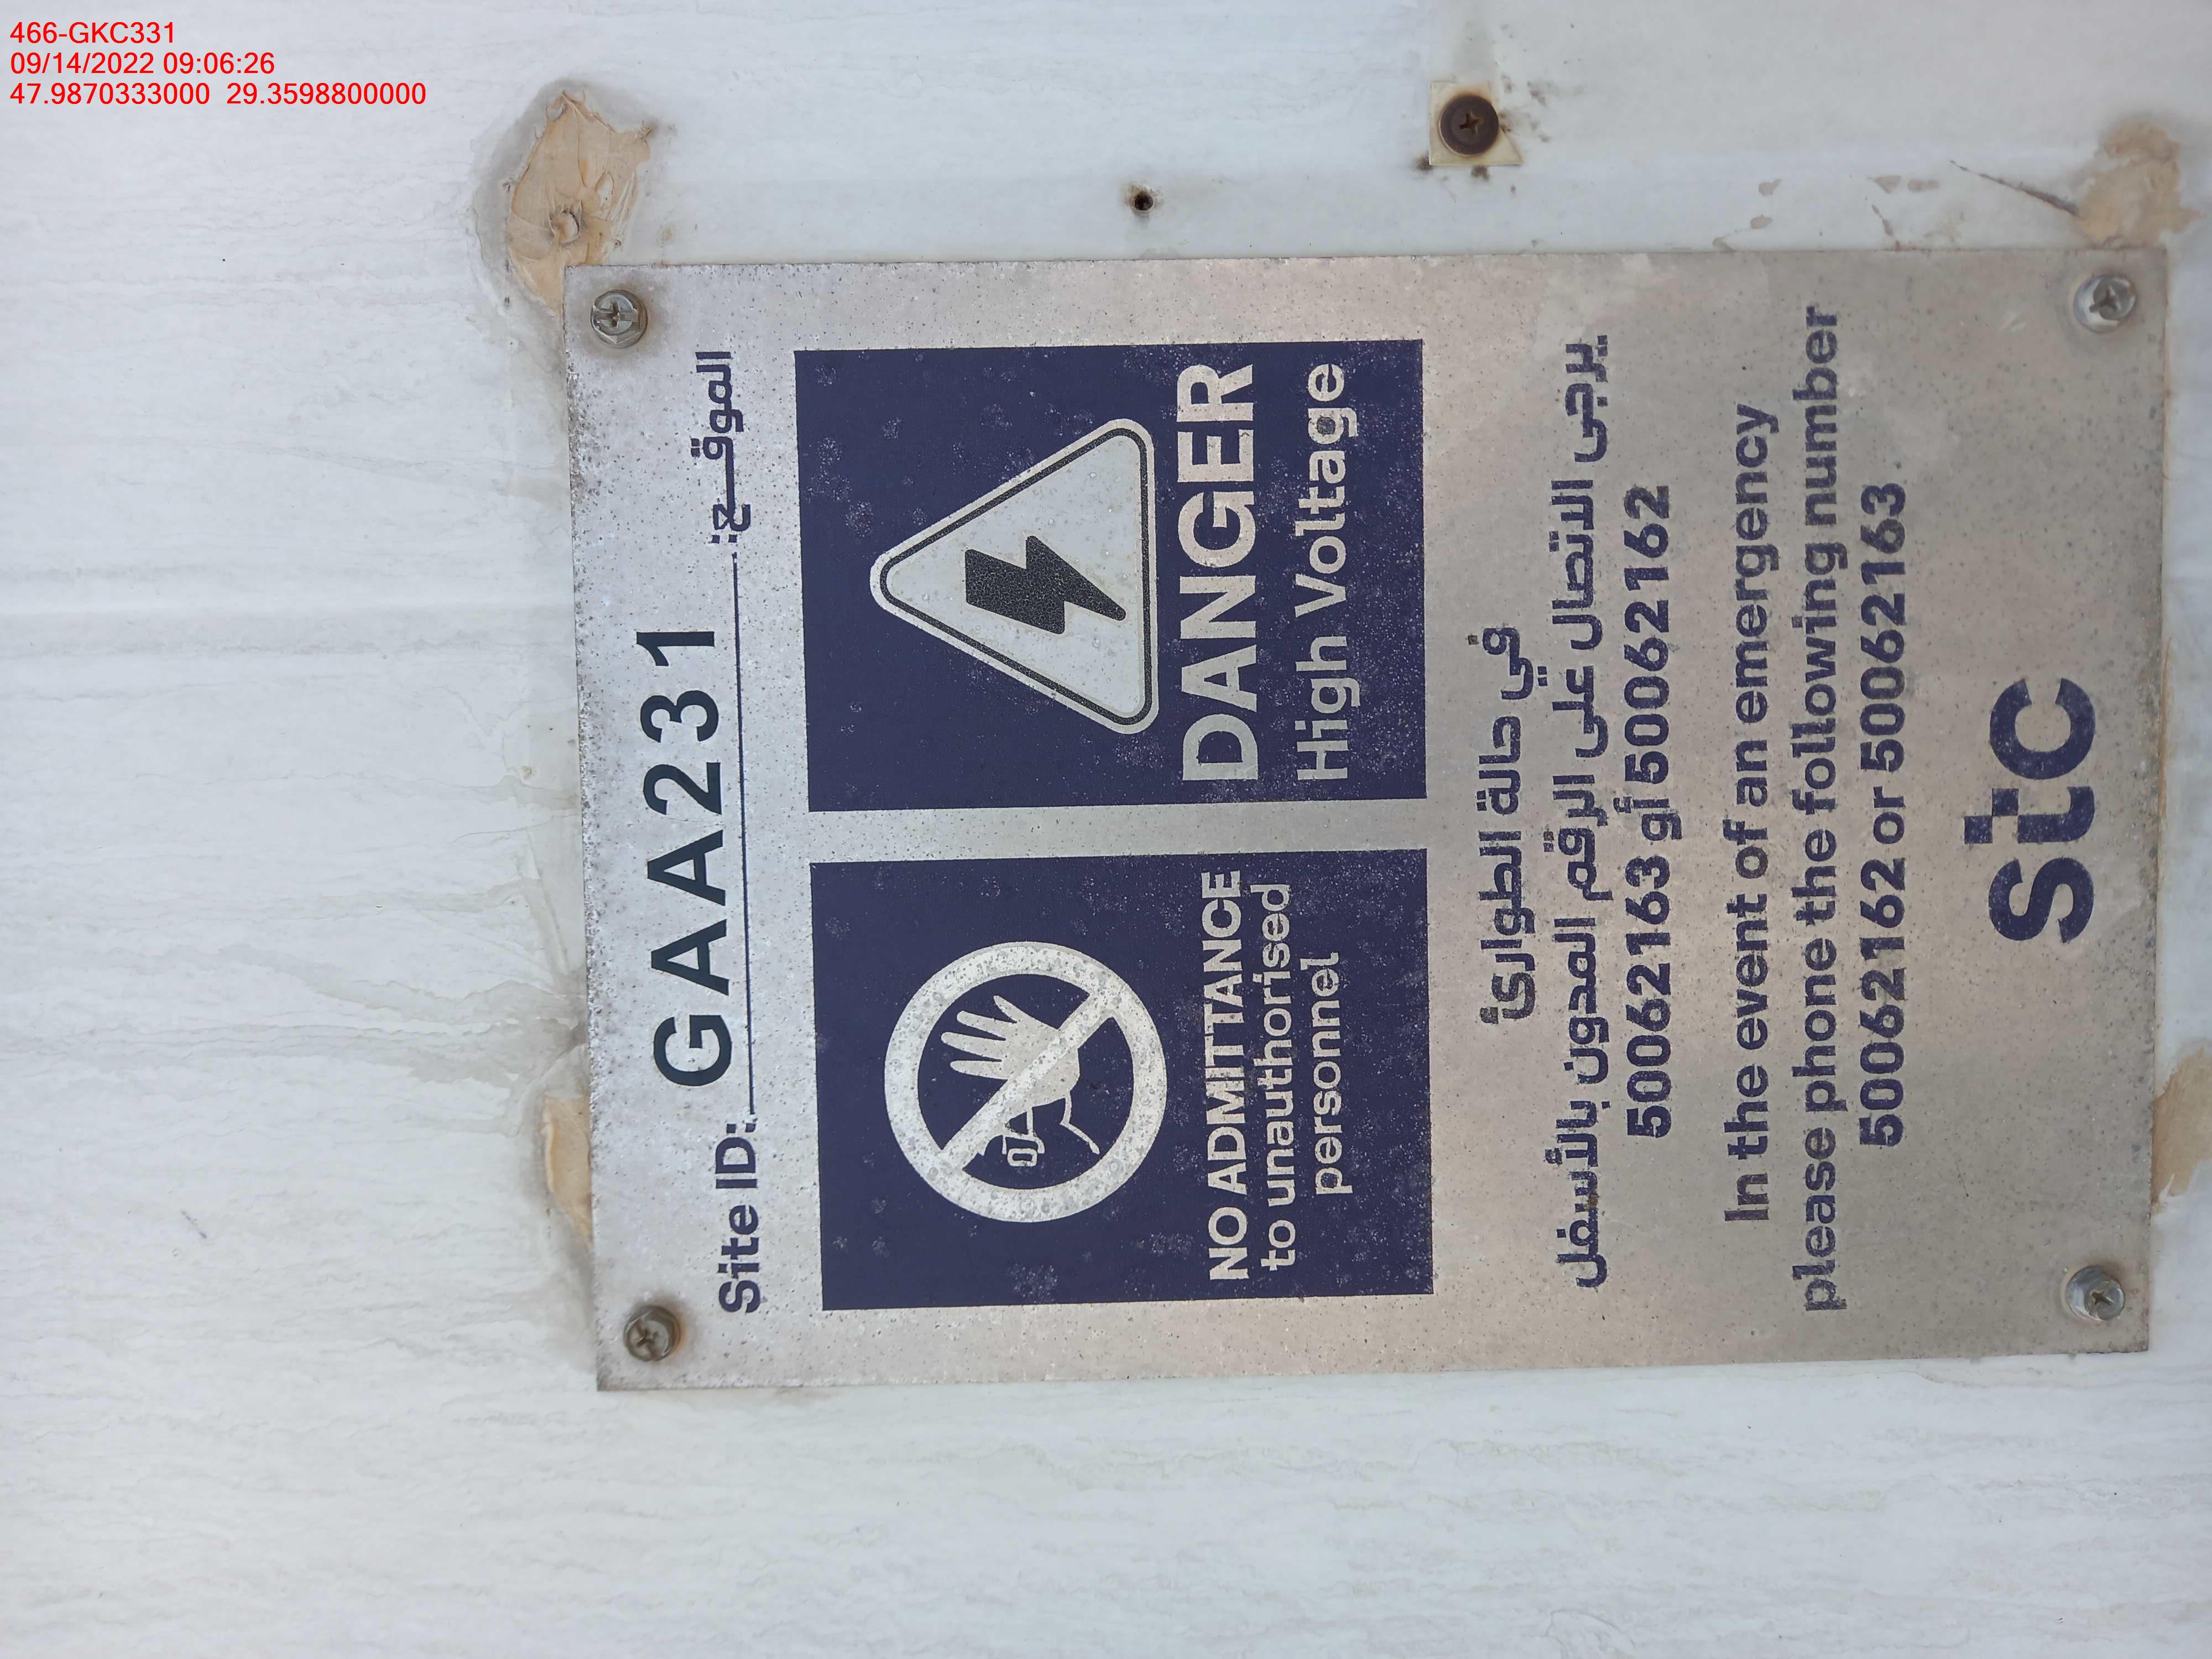 466-GKC331
09/14/2022 09:06:26
47.9870333000 29.3598800000
Site ID: GAA231 الموقــع:
NO ADMITTANCE
to unauthorised
personnel
DANGER
High Voltage
في حالة الطوارئ
يرجى الاتصال على الرقم المدون بالأسفل
50062162 أو 50062163
In the event of an emergency
please phone the following number
50062162 or 50062163
stc